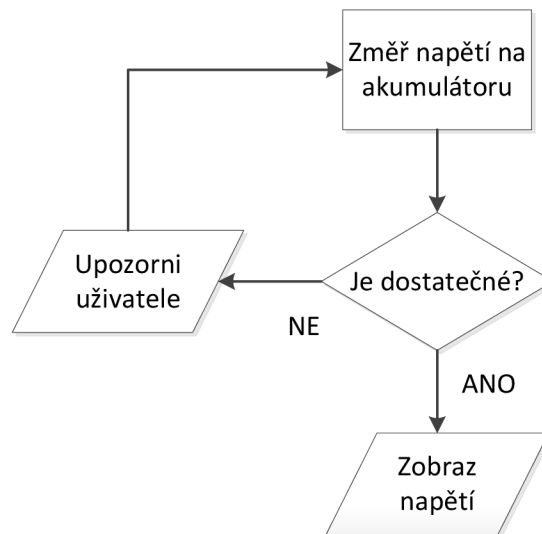 Změř napětí na
akumulátoru
Upozorni
uživatele
Je dostatečné?
NE
ANO
Zobraz
napětí